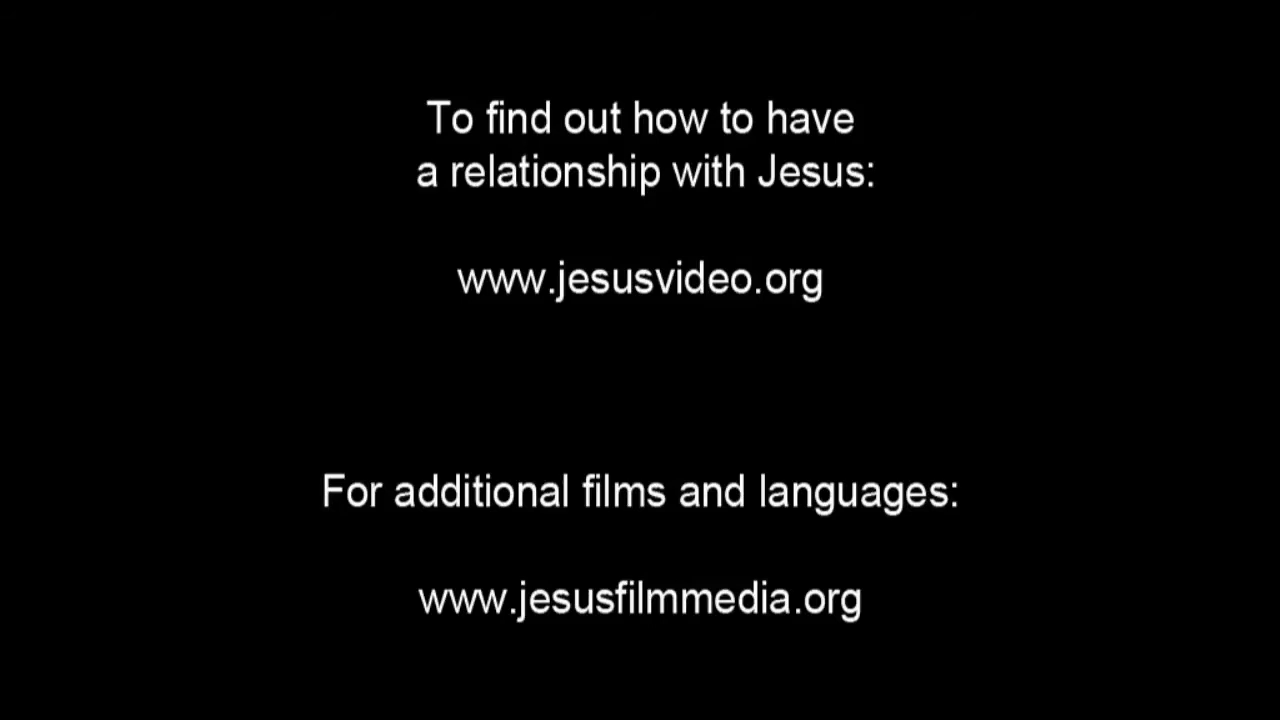 To find out how to have
a relationship with Jesus:
www.jesusvideo.org
For additional films and languages:
www.jesusfilmmedia.org